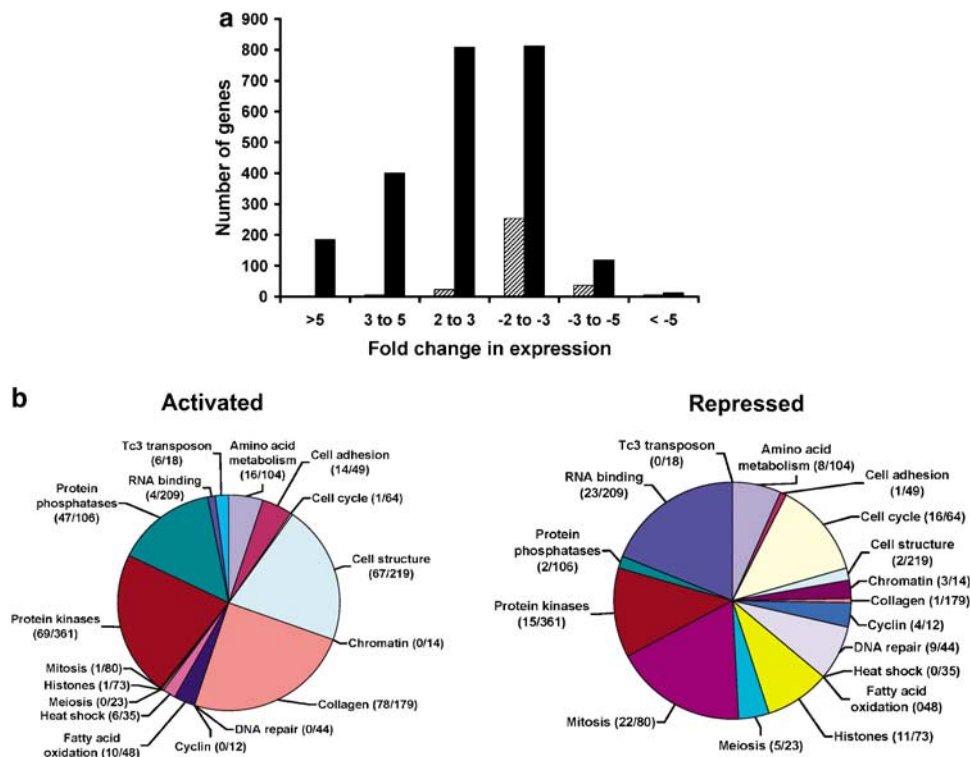 a
900
800
700
600
500
400
300
200
100
0
Number of genes
>5
3 to 5
2 to 3
-2 to -3
-3 to -5
< -5
Fold change in expression
b
Activated
Tc3 transposon
(6/18)
Amino acid
metabolism
(16/104)
Cell adhesion
(14/49)
RNA binding
(4/209)
Cell cycle (1/64)
Protein
phosphatases
(47/106)
Cell structure
(67/219)
Protein kinases
(69/361)
Chromatin (0/14)
Mitosis (1/80)
Histones (1/73)
Meiosis (0/23)
Heat shock (6/35)
Collagen (78/179)
Fatty acid
oxidation (10/48)
Cyclin (0/12)
DNA repair (0/44)
Repressed
Tc3 transposon
(0/18)
Amino acid
metabolism (8/104)
RNA binding
(23/209)
Cell adhesion
(1/49)
Cell cycle (16/64)
Protein phosphatases
(2/106)
Cell structure
(2/219)
Chromatin (3/14)
Collagen (1/179)
Protein kinases
(15/361)
Cyclin (4/12)
DNA repair (9/44)
Heat shock (0/35)
Fatty acid
oxidation (048)
Mitosis (22/80)
Histones (11/73)
Meiosis (5/23)